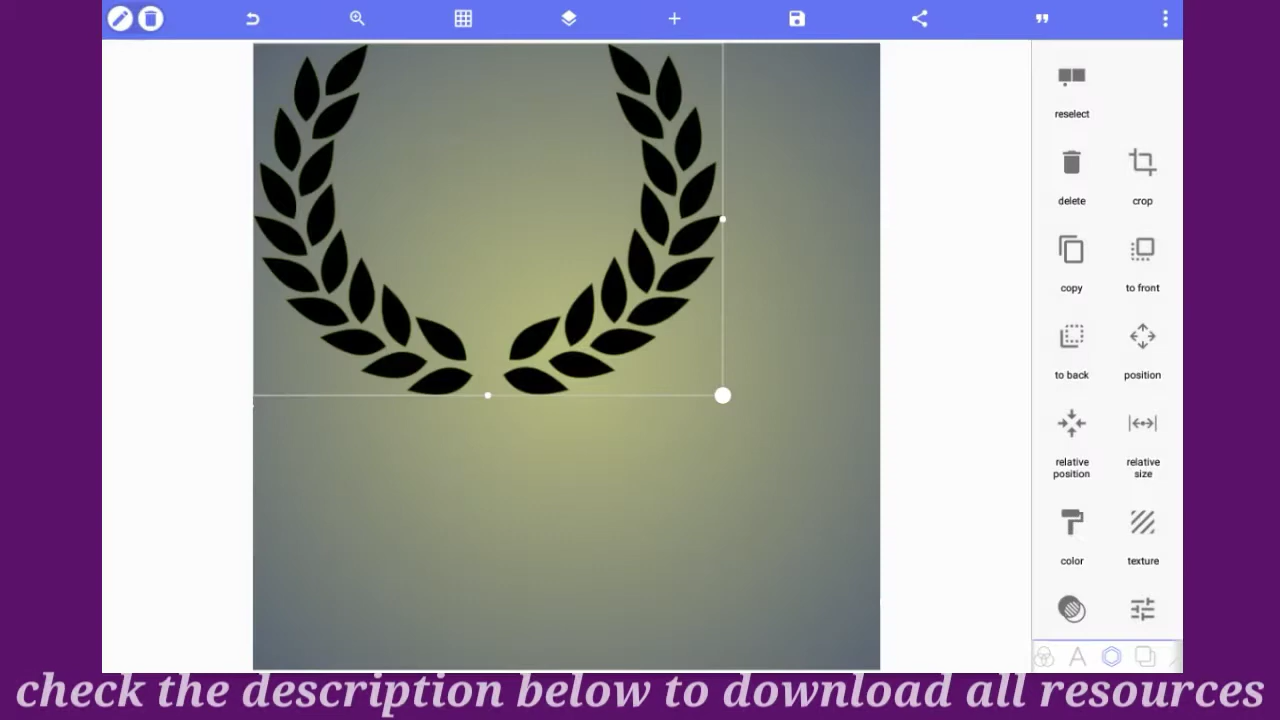 reselect
delete
crop
copy
to front
to back
position
relative
position
relative
size
color
texture
check the description below to download all resources